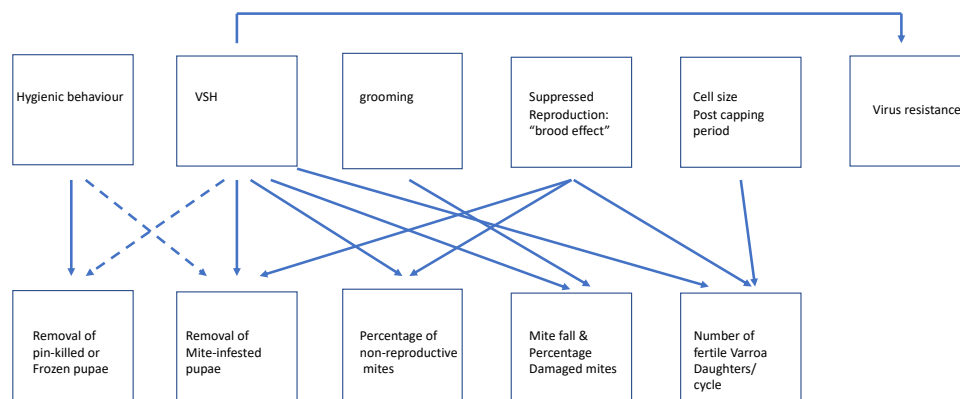 Hygienic behaviour
VSH
grooming
Suppressed
Reproduction:
“brood effect”
Cell size
Post capping
period
Virus resistance
Removal of
pin-killed or
Frozen pupae
Removal of
Mite-infested
pupae
Percentage of
non-reproductive
mites
Mite fall &
Percentage
Damaged mites
Number of
fertile Varroa
Daughters/
cycle